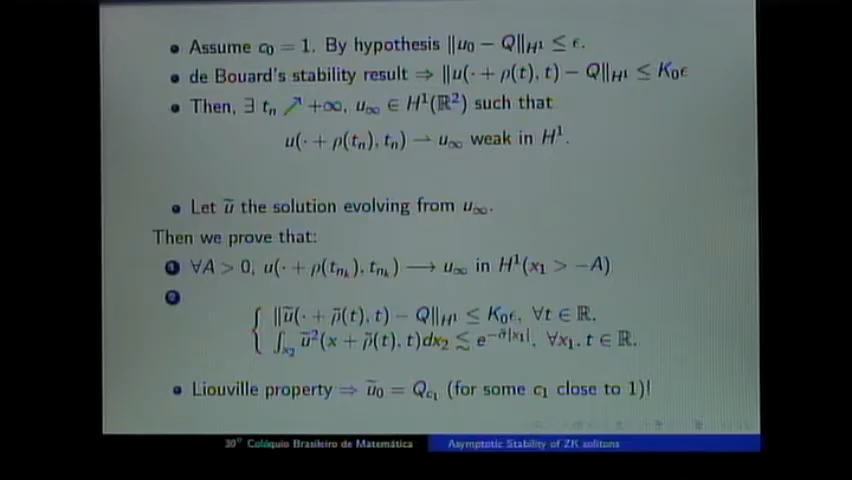 • Assume c₀ = 1. By hypothesis ‖u₀ − Q‖_{H¹} ≤ ϵ.
• de Bouard's stability result ⇒ ‖u(· + ρ(t), t) − Q‖_{H¹} ≤ K₀ϵ
• Then, ∃ tₙ ↗ +∞, u_∞ ∈ H¹(ℝ²) such that
u(· + ρ(tₙ), tₙ) ⇀ u_∞ weak in H¹.
• Let ũ the solution evolving from u_∞.
Then we prove that:
1 ∀A > 0, u(· + ρ(t_{n_k}), t_{n_k}) ⟶ u_∞ in H¹(x₁ > −A)
2
{ ‖ũ(· + ρ̃(t), t) − Q‖_{H¹} ≤ K₀ϵ, ∀t ∈ ℝ,
∫_{x₂} ũ²(x + ρ̃(t), t)dx₂ ≲ e^{−σ̃|x₁|}, ∀x₁, t ∈ ℝ.
• Liouville property ⇒ ũ₀ = Q_{c₁} (for some c₁ close to 1)!
30° Colóquio Brasileiro de Matemática Asymptotic Stability of ZK solitons